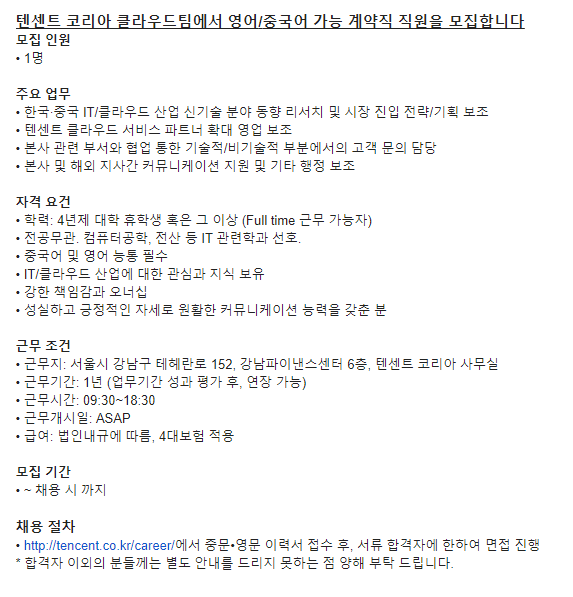 텐센트 코리아 클라우드팀에서 영어/중국어 가능 계약직 직원을 모집합니다
모집 인원
• 1명
주요 업무
• 한국·중국 IT/클라우드 산업 신기술 분야 동향 리서치 및 시장 진입 전략/기획 보조
• 텐센트 클라우드 서비스 파트너 확대 영업 보조
• 본사 관련 부서와 협업 통한 기술적/비기술적 부분에서의 고객 문의 담당
• 본사 및 해외 지사간 커뮤니케이션 지원 및 기타 행정 보조
자격 요건
• 학력: 4년제 대학 휴학생 혹은 그 이상 (Full time 근무 가능자)
• 전공무관. 컴퓨터공학, 전산 등 IT 관련학과 선호.
• 중국어 및 영어 능통 필수
• IT/클라우드 산업에 대한 관심과 지식 보유
• 강한 책임감과 오너십
• 성실하고 긍정적인 자세로 원활한 커뮤니케이션 능력을 갖춘 분
근무 조건
• 근무지: 서울시 강남구 테헤란로 152, 강남파이낸스센터 6층, 텐센트 코리아 사무실
• 근무기간: 1년 (업무기간 성과 평가 후, 연장 가능)
• 근무시간: 09:30~18:30
• 근무개시일: ASAP
• 급여: 법인내규에 따름, 4대보험 적용
모집 기간
• ~ 채용 시 까지
채용 절차
• http://tencent.co.kr/career/에서 중문•영문 이력서 접수 후, 서류 합격자에 한하여 면접 진행
* 합격자 이외의 분들께는 별도 안내를 드리지 못하는 점 양해 부탁 드립니다.